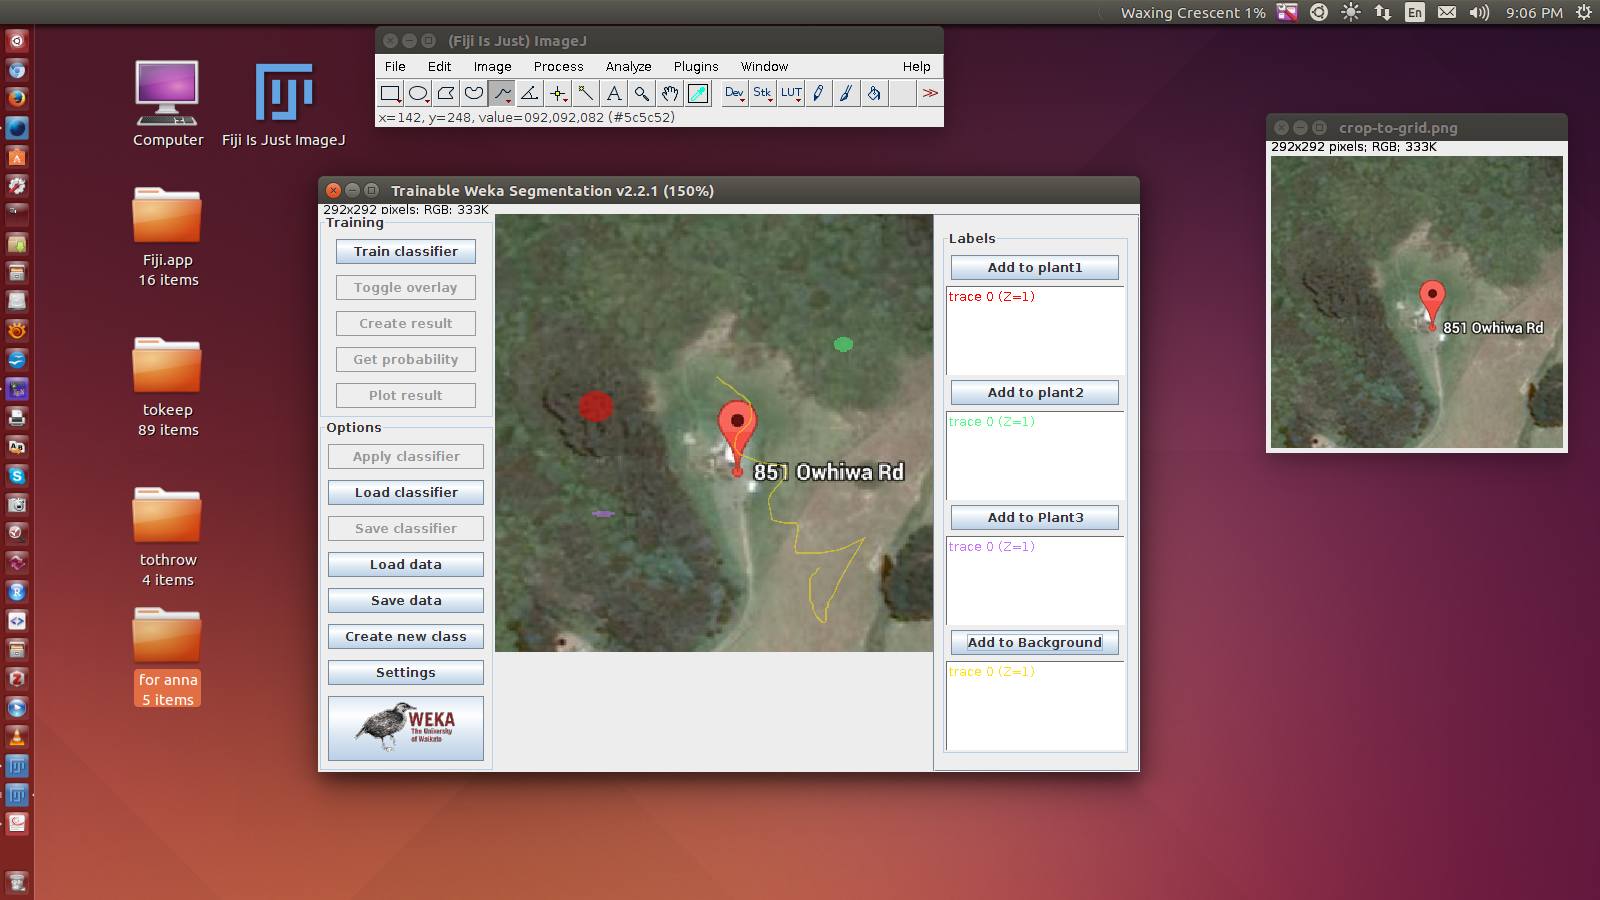 Waxing Crescent 1%
En
9:06 PM
(Fiji Is Just) ImageJ
File Edit Image Process Analyze Plugins Window Help
A
Dev Stk LUT >>
x=142, y=248, value=092,092,082 (#5c5c52)
Computer
Fiji Is Just ImageJ
Fiji.app
16 items
tokeep
89 items
tothrow
4 items
for anna
5 items
Trainable Weka Segmentation v2.2.1 (150%)
292x292 pixels; RGB; 333K
Training
Train classifier
Toggle overlay
Create result
Get probability
Plot result
Options
Apply classifier
Load classifier
Save classifier
Load data
Save data
Create new class
Settings
WEKA
The University
of Waikato
851 Owhiwa Rd
Labels
Add to plant1
trace 0 (Z=1)
Add to plant2
trace 0 (Z=1)
Add to Plant3
trace 0 (Z=1)
Add to Background
trace 0 (Z=1)
crop-to-grid.png
292x292 pixels; RGB; 333K
851 Owhiwa Rd